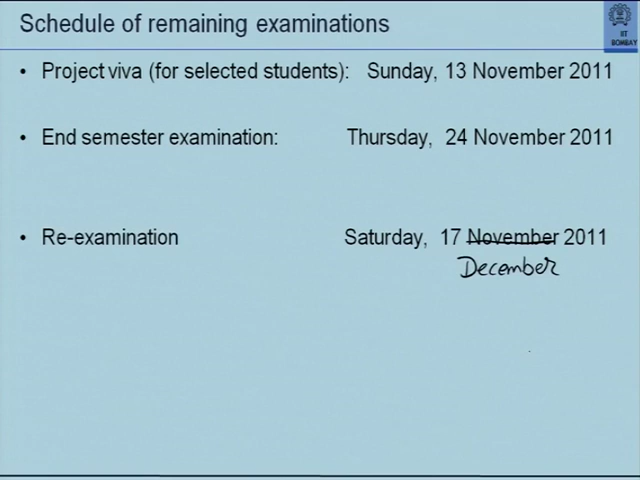 Schedule of remaining examinations
IIT
BOMBAY
• Project viva (for selected students): Sunday, 13 November 2011
• End semester examination: Thursday, 24 November 2011
• Re-examination Saturday, 17 November 2011
December